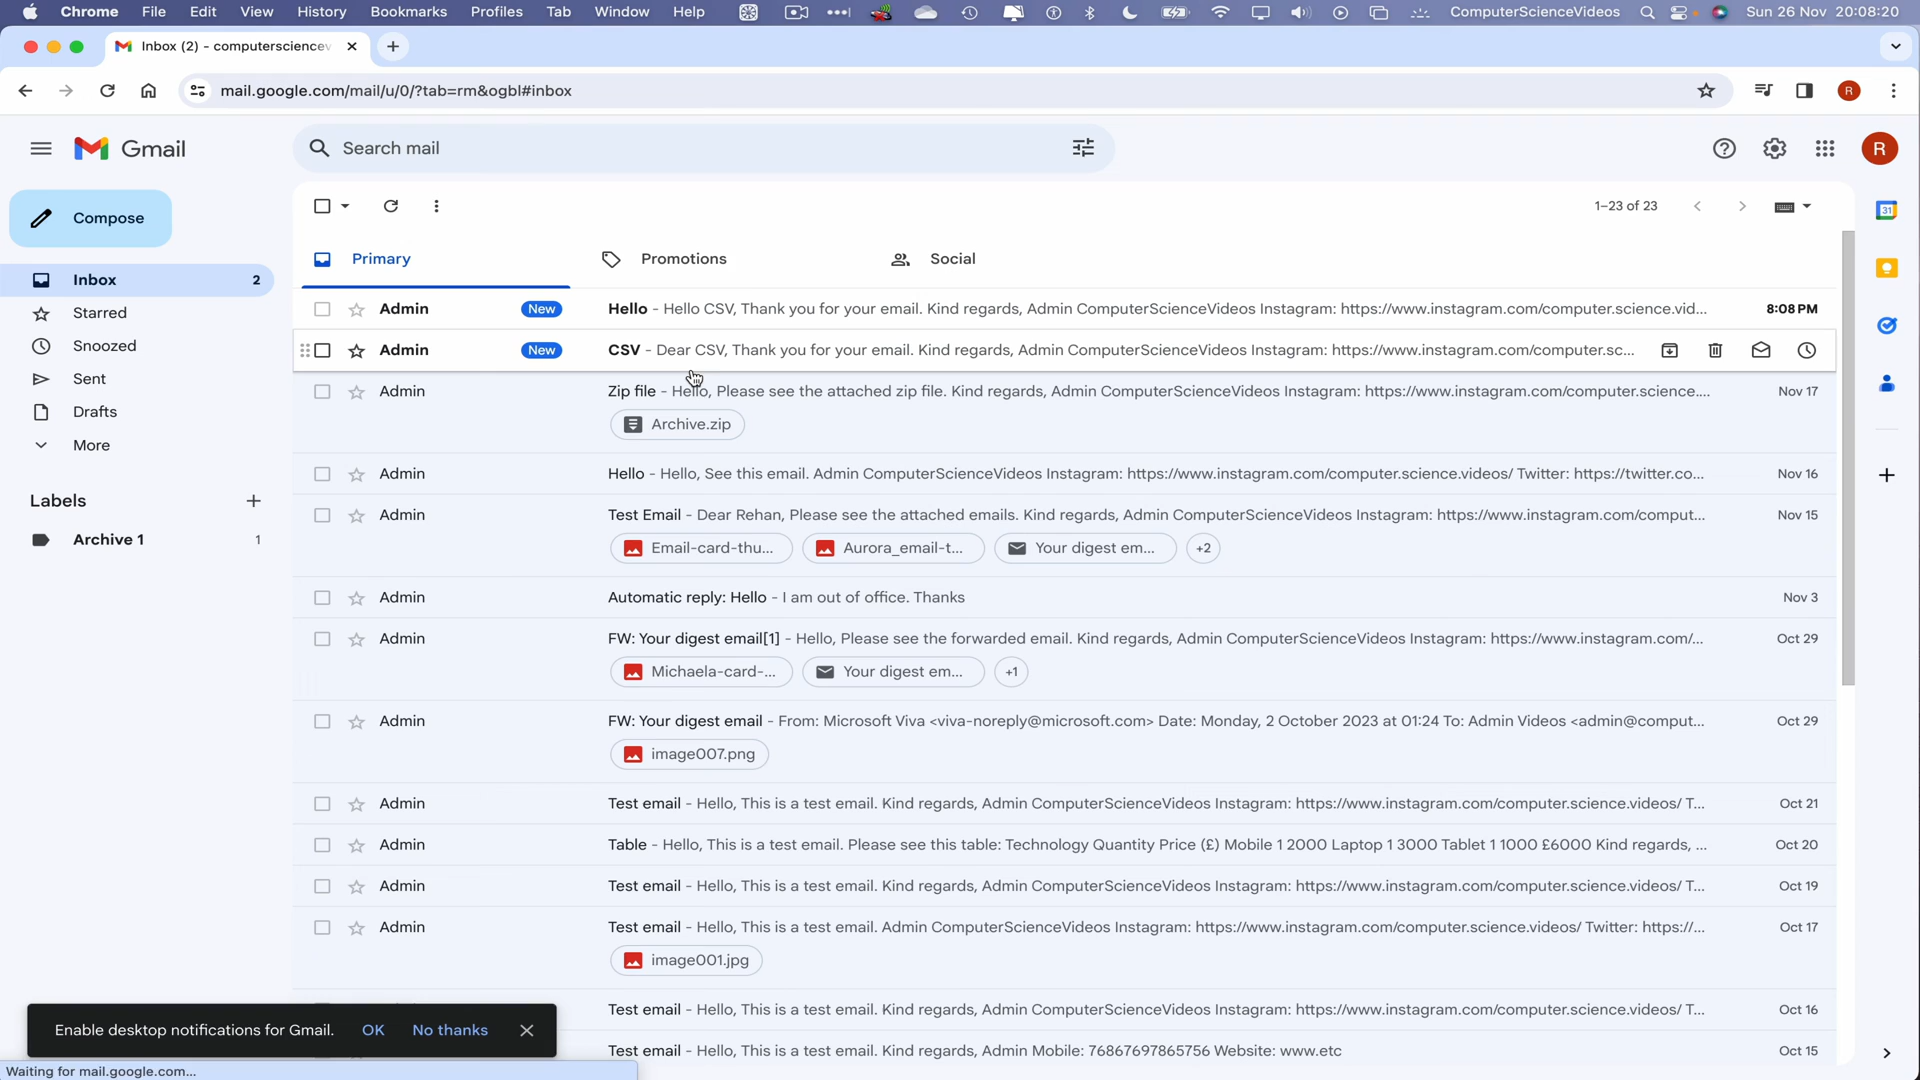 Chrome File Edit View History Bookmarks Profiles Tab Window Help ComputerScienceVideos Sun 26 Nov 20:08:20
Inbox (2) - computersciencev
mail.google.com/mail/u/0/?tab=rm&ogbl#inbox R
Gmail Search mail R
Compose 1–23 of 23
Primary Promotions Social 31
Inbox 2
Admin New Hello - Hello CSV, Thank you for your email. Kind regards, Admin ComputerScienceVideos Instagram: https://www.instagram.com/computer.science.vid... 8:08 PM
Starred
Snoozed Admin New CSV - Dear CSV, Thank you for your email. Kind regards, Admin ComputerScienceVideos Instagram: https://www.instagram.com/computer.sc...
Sent
Admin Zip file - Hello, Please see the attached zip file. Kind regards, Admin ComputerScienceVideos Instagram: https://www.instagram.com/computer.science.... Nov 17
Drafts
Archive.zip
More
Admin Hello - Hello, See this email. Admin ComputerScienceVideos Instagram: https://www.instagram.com/computer.science.videos/ Twitter: https://twitter.co... Nov 16
Labels
Admin Test Email - Dear Rehan, Please see the attached emails. Kind regards, Admin ComputerScienceVideos Instagram: https://www.instagram.com/comput... Nov 15
Archive 1 1
Email-card-thu... Aurora_email-t... Your digest em... +2
Admin Automatic reply: Hello - I am out of office. Thanks Nov 3
Admin FW: Your digest email[1] - Hello, Please see the forwarded email. Kind regards, Admin ComputerScienceVideos Instagram: https://www.instagram.com/... Oct 29
Michaela-card-... Your digest em... +1
Admin FW: Your digest email - From: Microsoft Viva <viva-noreply@microsoft.com> Date: Monday, 2 October 2023 at 01:24 To: Admin Videos <admin@comput... Oct 29
image007.png
Admin Test email - Hello, This is a test email. Kind regards, Admin ComputerScienceVideos Instagram: https://www.instagram.com/computer.science.videos/ T... Oct 21
Admin Table - Hello, This is a test email. Please see this table: Technology Quantity Price (£) Mobile 1 2000 Laptop 1 3000 Tablet 1 1000 £6000 Kind regards, ... Oct 20
Admin Test email - Hello, This is a test email. Kind regards, Admin ComputerScienceVideos Instagram: https://www.instagram.com/computer.science.videos/ T... Oct 19
Admin Test email - Hello, This is a test email. Admin ComputerScienceVideos Instagram: https://www.instagram.com/computer.science.videos/ Twitter: https://... Oct 17
image001.jpg
Test email - Hello, This is a test email. Kind regards, Admin ComputerScienceVideos Instagram: https://www.instagram.com/computer.science.videos/ T... Oct 16
Enable desktop notifications for Gmail. OK No thanks
Test email - Hello, This is a test email. Kind regards, Admin Mobile: 76867697865756 Website: www.etc Oct 15
Waiting for mail.google.com...